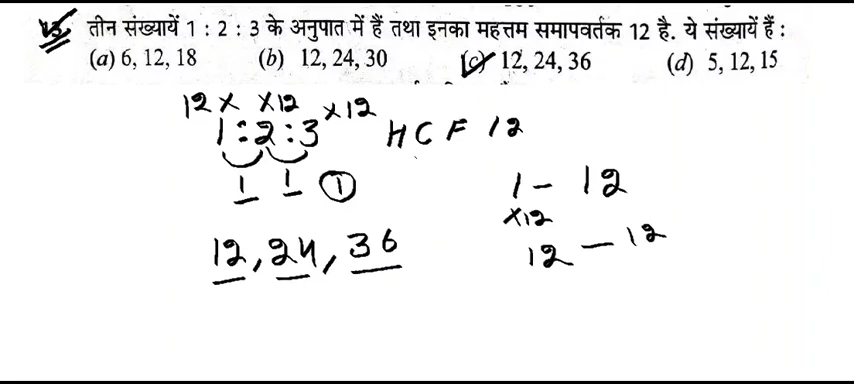 13. तीन संख्यायें 1 : 2 : 3 के अनुपात में हैं तथा इनका महत्तम समापवर्तक 12 है. ये संख्यायें हैं :
(a) 6, 12, 18 (b) 12, 24, 30 (c) 12, 24, 36 (d) 5, 12, 15
12× ×12 ×12
1:2:3 HCF 12
1 1 1 1 - 12
×12
12, 24, 36 12 - 12